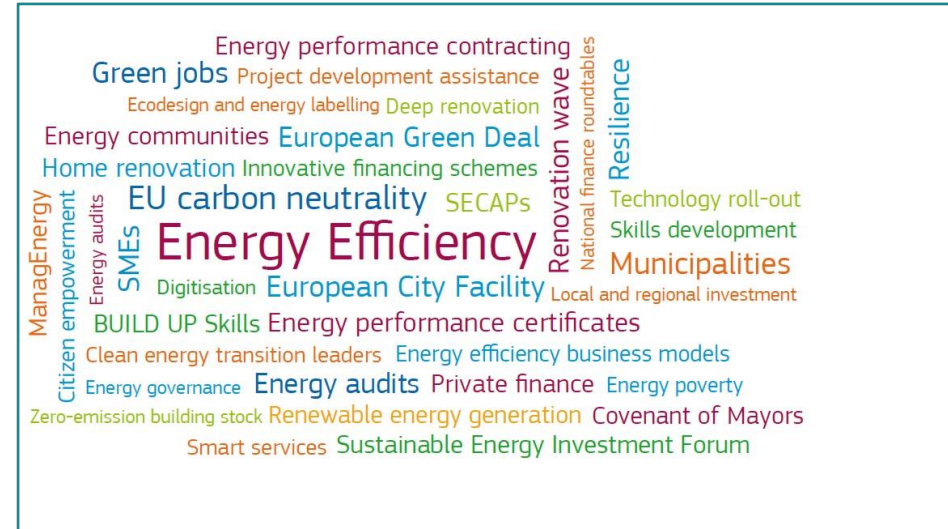 Energy performance contracting
Green jobs Project development assistance
Ecodesign and energy labelling Deep renovation
Energy communities European Green Deal
Home renovation Innovative financing schemes
Renovation wave
National finance roundtables
Resilience
ManagEnergy
Citizen empowerment
Energy audits
SMEs
EU carbon neutrality SECAPs
Technology roll-out
Energy Efficiency
Skills development
Municipalities
Digitisation European City Facility Local and regional investment
BUILD UP Skills Energy performance certificates
Clean energy transition leaders Energy efficiency business models
Energy governance Energy audits Private finance Energy poverty
Zero-emission building stock Renewable energy generation Covenant of Mayors
Smart services Sustainable Energy Investment Forum